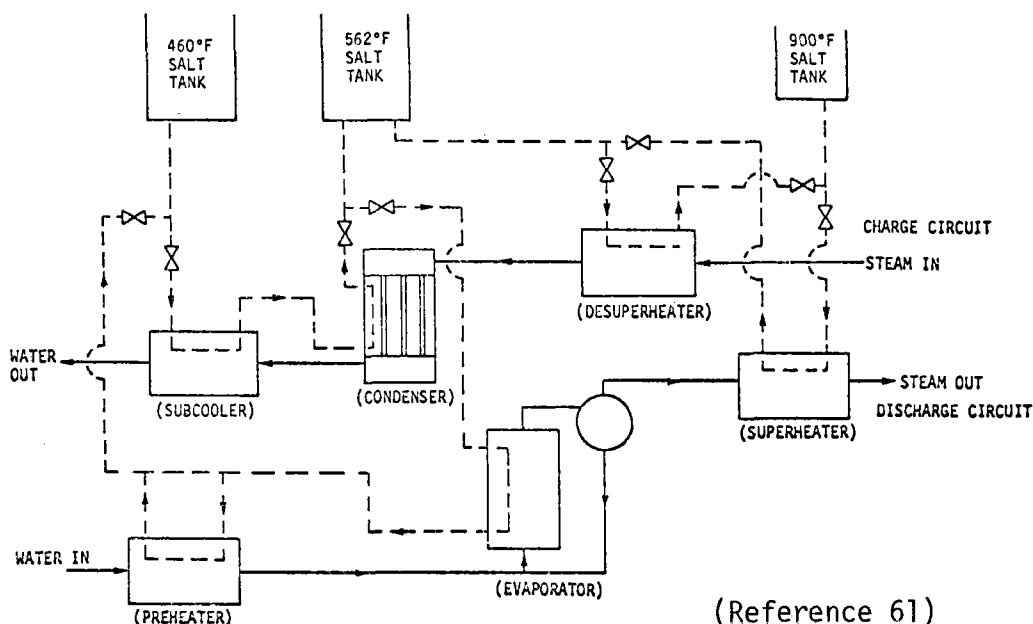 460°F
SALT
TANK
562°F
SALT
TANK
900°F
SALT
TANK
CHARGE CIRCUIT
STEAM IN
(DESUPERHEATER)
WATER
OUT
(SUBCOOLER)
(CONDENSER)
STEAM OUT
DISCHARGE CIRCUIT
(SUPERHEATER)
WATER IN
(EVAPORATOR)
(PREHEATER)
(Reference 61)